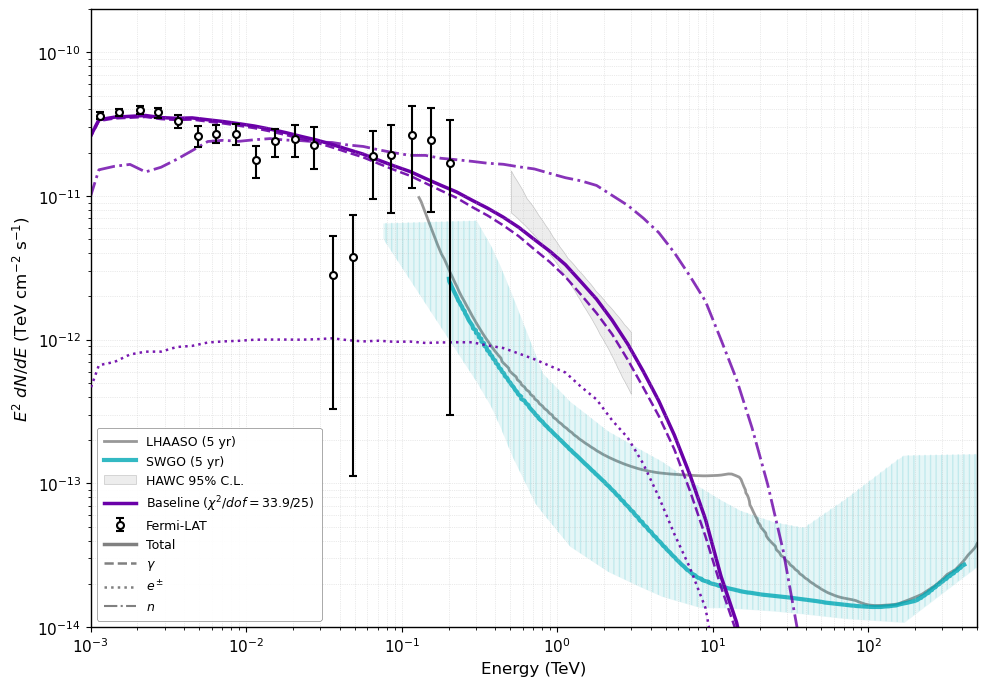 10⁻¹⁰
10⁻¹¹
10⁻¹²
10⁻¹³
10⁻¹⁴
E² dN/dE (TeV cm⁻² s⁻¹)
LHAASO (5 yr)
SWGO (5 yr)
HAWC 95% C.L.
Baseline (χ²/dof = 33.9/25)
Fermi-LAT
Total
γ
e±
n
10⁻³ 10⁻² 10⁻¹ 10⁰ 10¹ 10²
Energy (TeV)